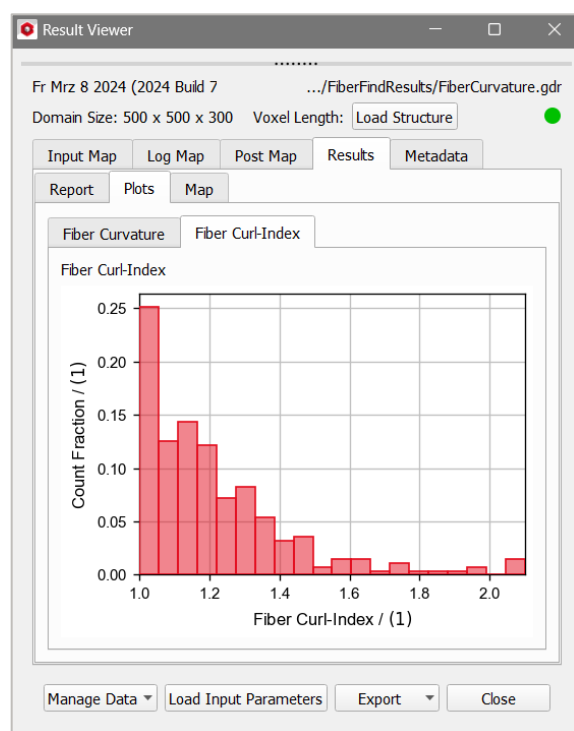 Result Viewer
Fr Mrz 8 2024 (2024 Build 7 .../FiberFindResults/FiberCurvature.gdr
Domain Size: 500 x 500 x 300 Voxel Length: Load Structure
Input Map Log Map Post Map Results Metadata
Report Plots Map
Fiber Curvature Fiber Curl-Index
Fiber Curl-Index
Count Fraction / (1)
0.25
0.20
0.15
0.10
0.05
0.00
1.0 1.2 1.4 1.6 1.8 2.0
Fiber Curl-Index / (1)
Manage Data Load Input Parameters Export Close